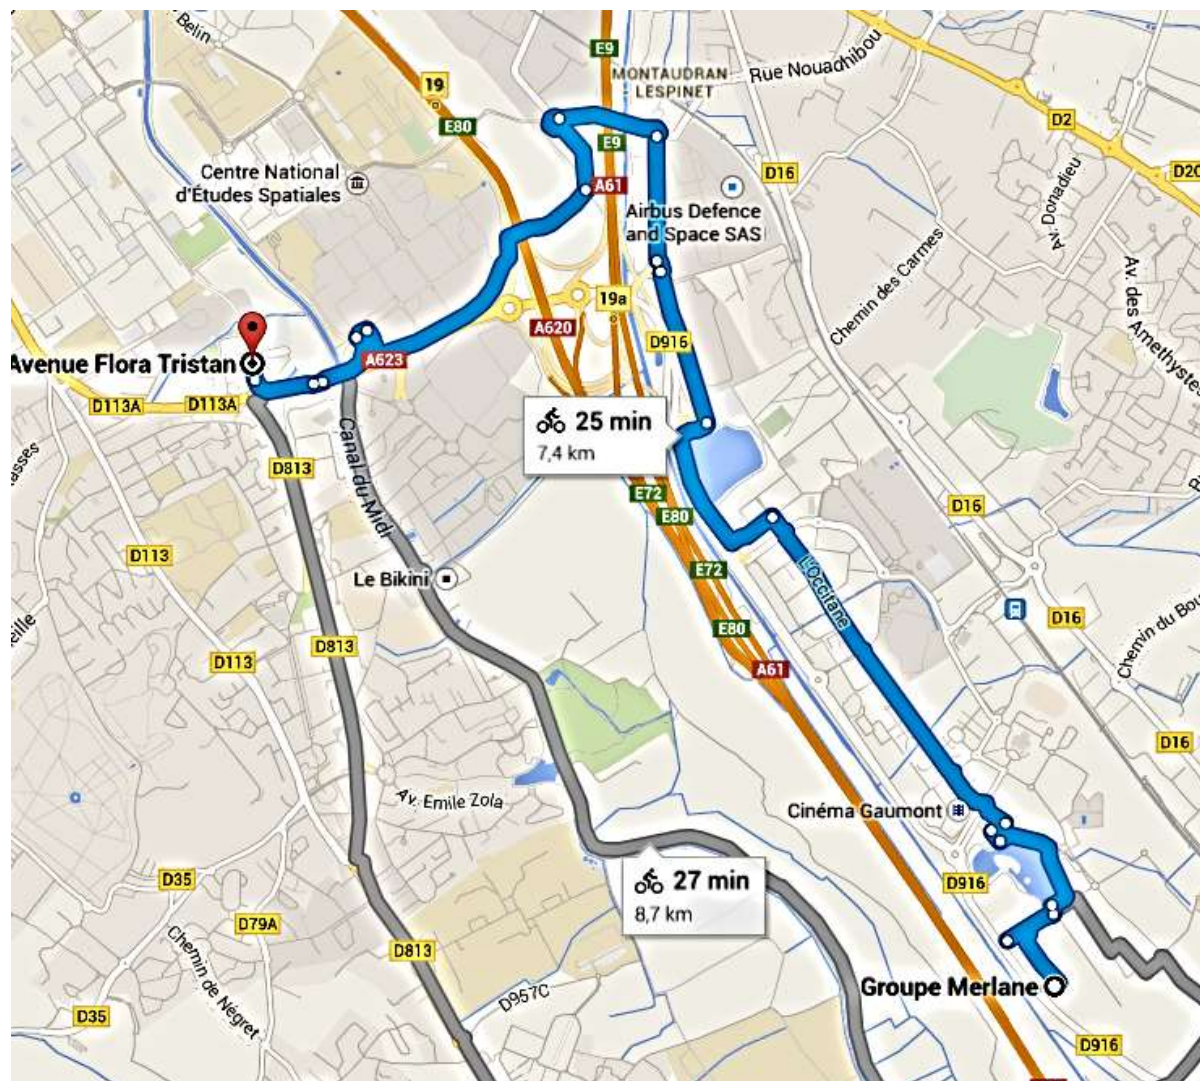 Belin
E9
MONTAUDRAN
LESPINET
Rue Nouadhibou
19
E80
D2
E9
Centre National
d'Études Spatiales
A61
D16
D20
Airbus Defence
and Space SAS
Av. Donadieu
Chemin des Carmes
Av. des Amethystes
19a
A620
D916
Avenue Flora Tristan
A623
D113A
D113A
25 min
7,4 km
Canal du Midi
D813
E72
E80
D16
D113
E72
L'Occitane
Le Bikini
D16
E80
Chemin du Bou
D813
D113
A61
D16
Av. Emile Zola
Cinéma Gaumont
D35
27 min
8,7 km
D916
D79A
D813
Chemin de Négret
Groupe Merlane
D957C
D35
D916